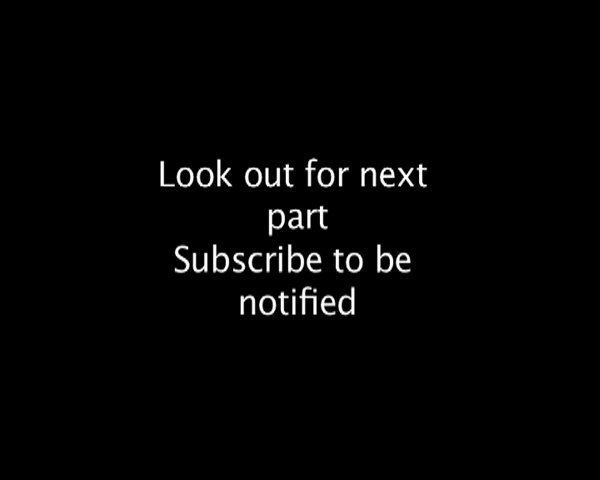 Look out for next
part
Subscribe to be
notified